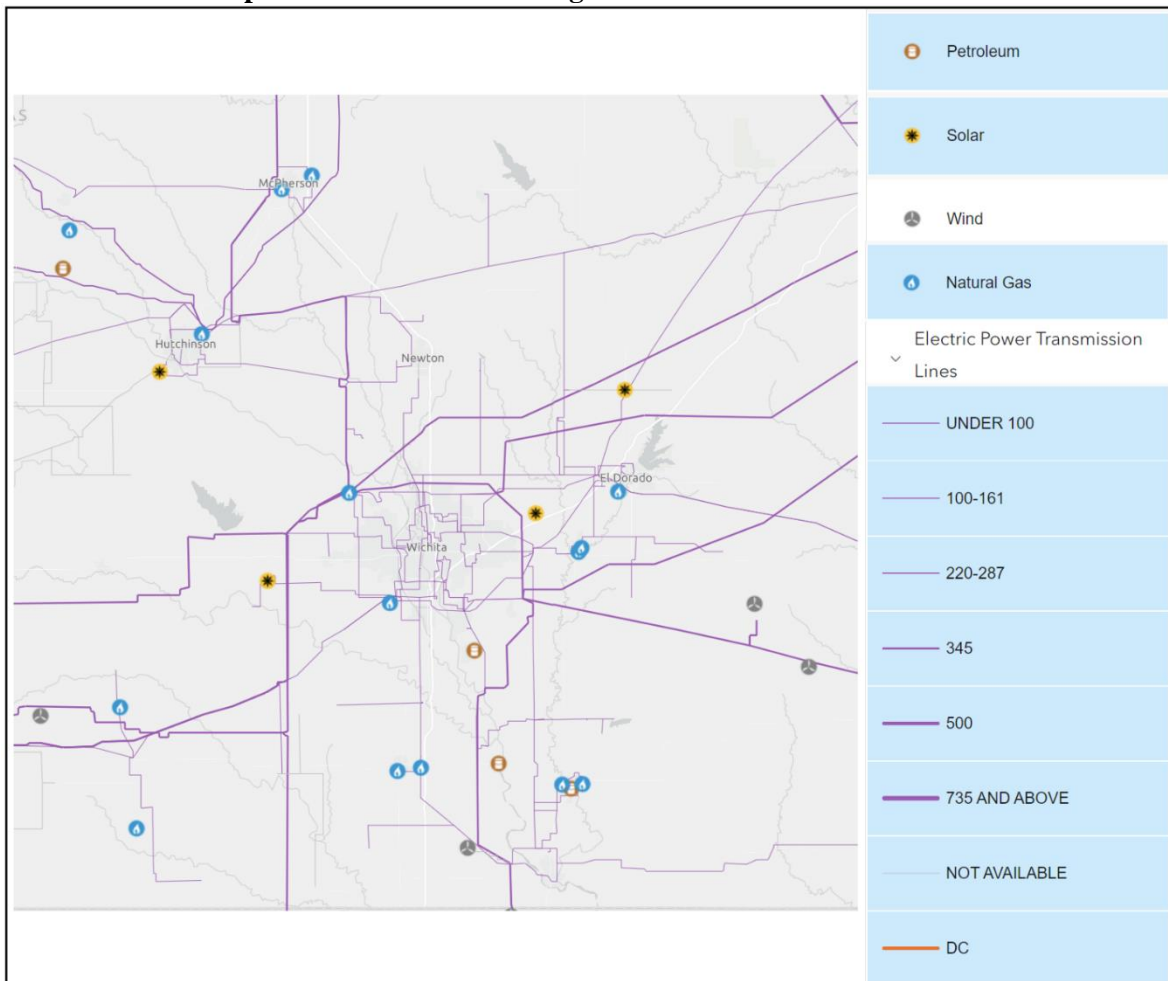 Petroleum
Solar
Wind
Natural Gas
Electric Power Transmission
Lines
UNDER 100
100-161
220-287
345
500
735 AND ABOVE
NOT AVAILABLE
DC
AS
McPherson
Hutchinson
Newton
El Dorado
Wichita